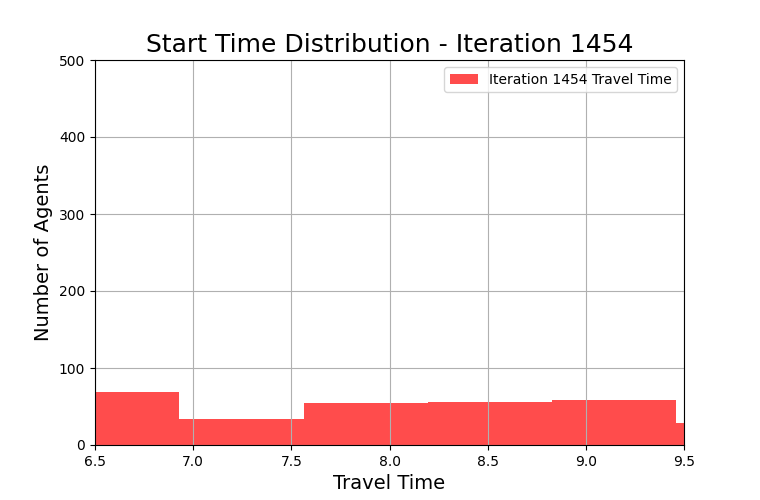 Start Time Distribution - Iteration 1454
Iteration 1454 Travel Time
Number of Agents
500
400
300
200
100
0
6.5 7.0 7.5 8.0 8.5 9.0 9.5
Travel Time